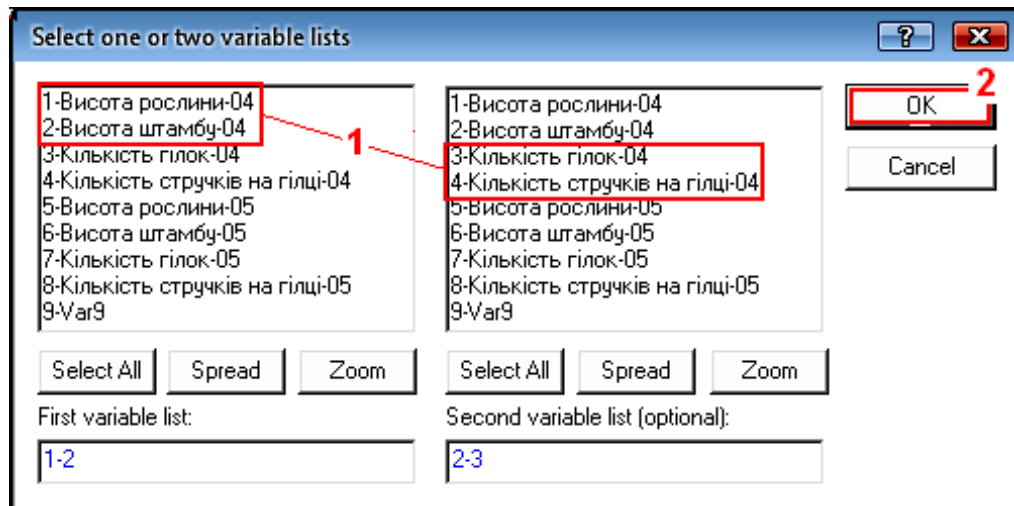 Select one or two variable lists
1-Висота рослини-04
2-Висота штамбу-04
3-Кількість гілок-04
4-Кількість стручків на гілці-04
5-Висота рослини-05
6-Висота штамбу-05
7-Кількість гілок-05
8-Кількість стручків на гілці-05
9-Var9
1
1-Висота рослини-04
2-Висота штамбу-04
3-Кількість гілок-04
4-Кількість стручків на гілці-04
5-Висота рослини-05
6-Висота штамбу-05
7-Кількість гілок-05
8-Кількість стручків на гілці-05
9-Var9
OK
2
Cancel
Select All Spread Zoom
Select All Spread Zoom
First variable list:
1-2
Second variable list (optional):
2-3